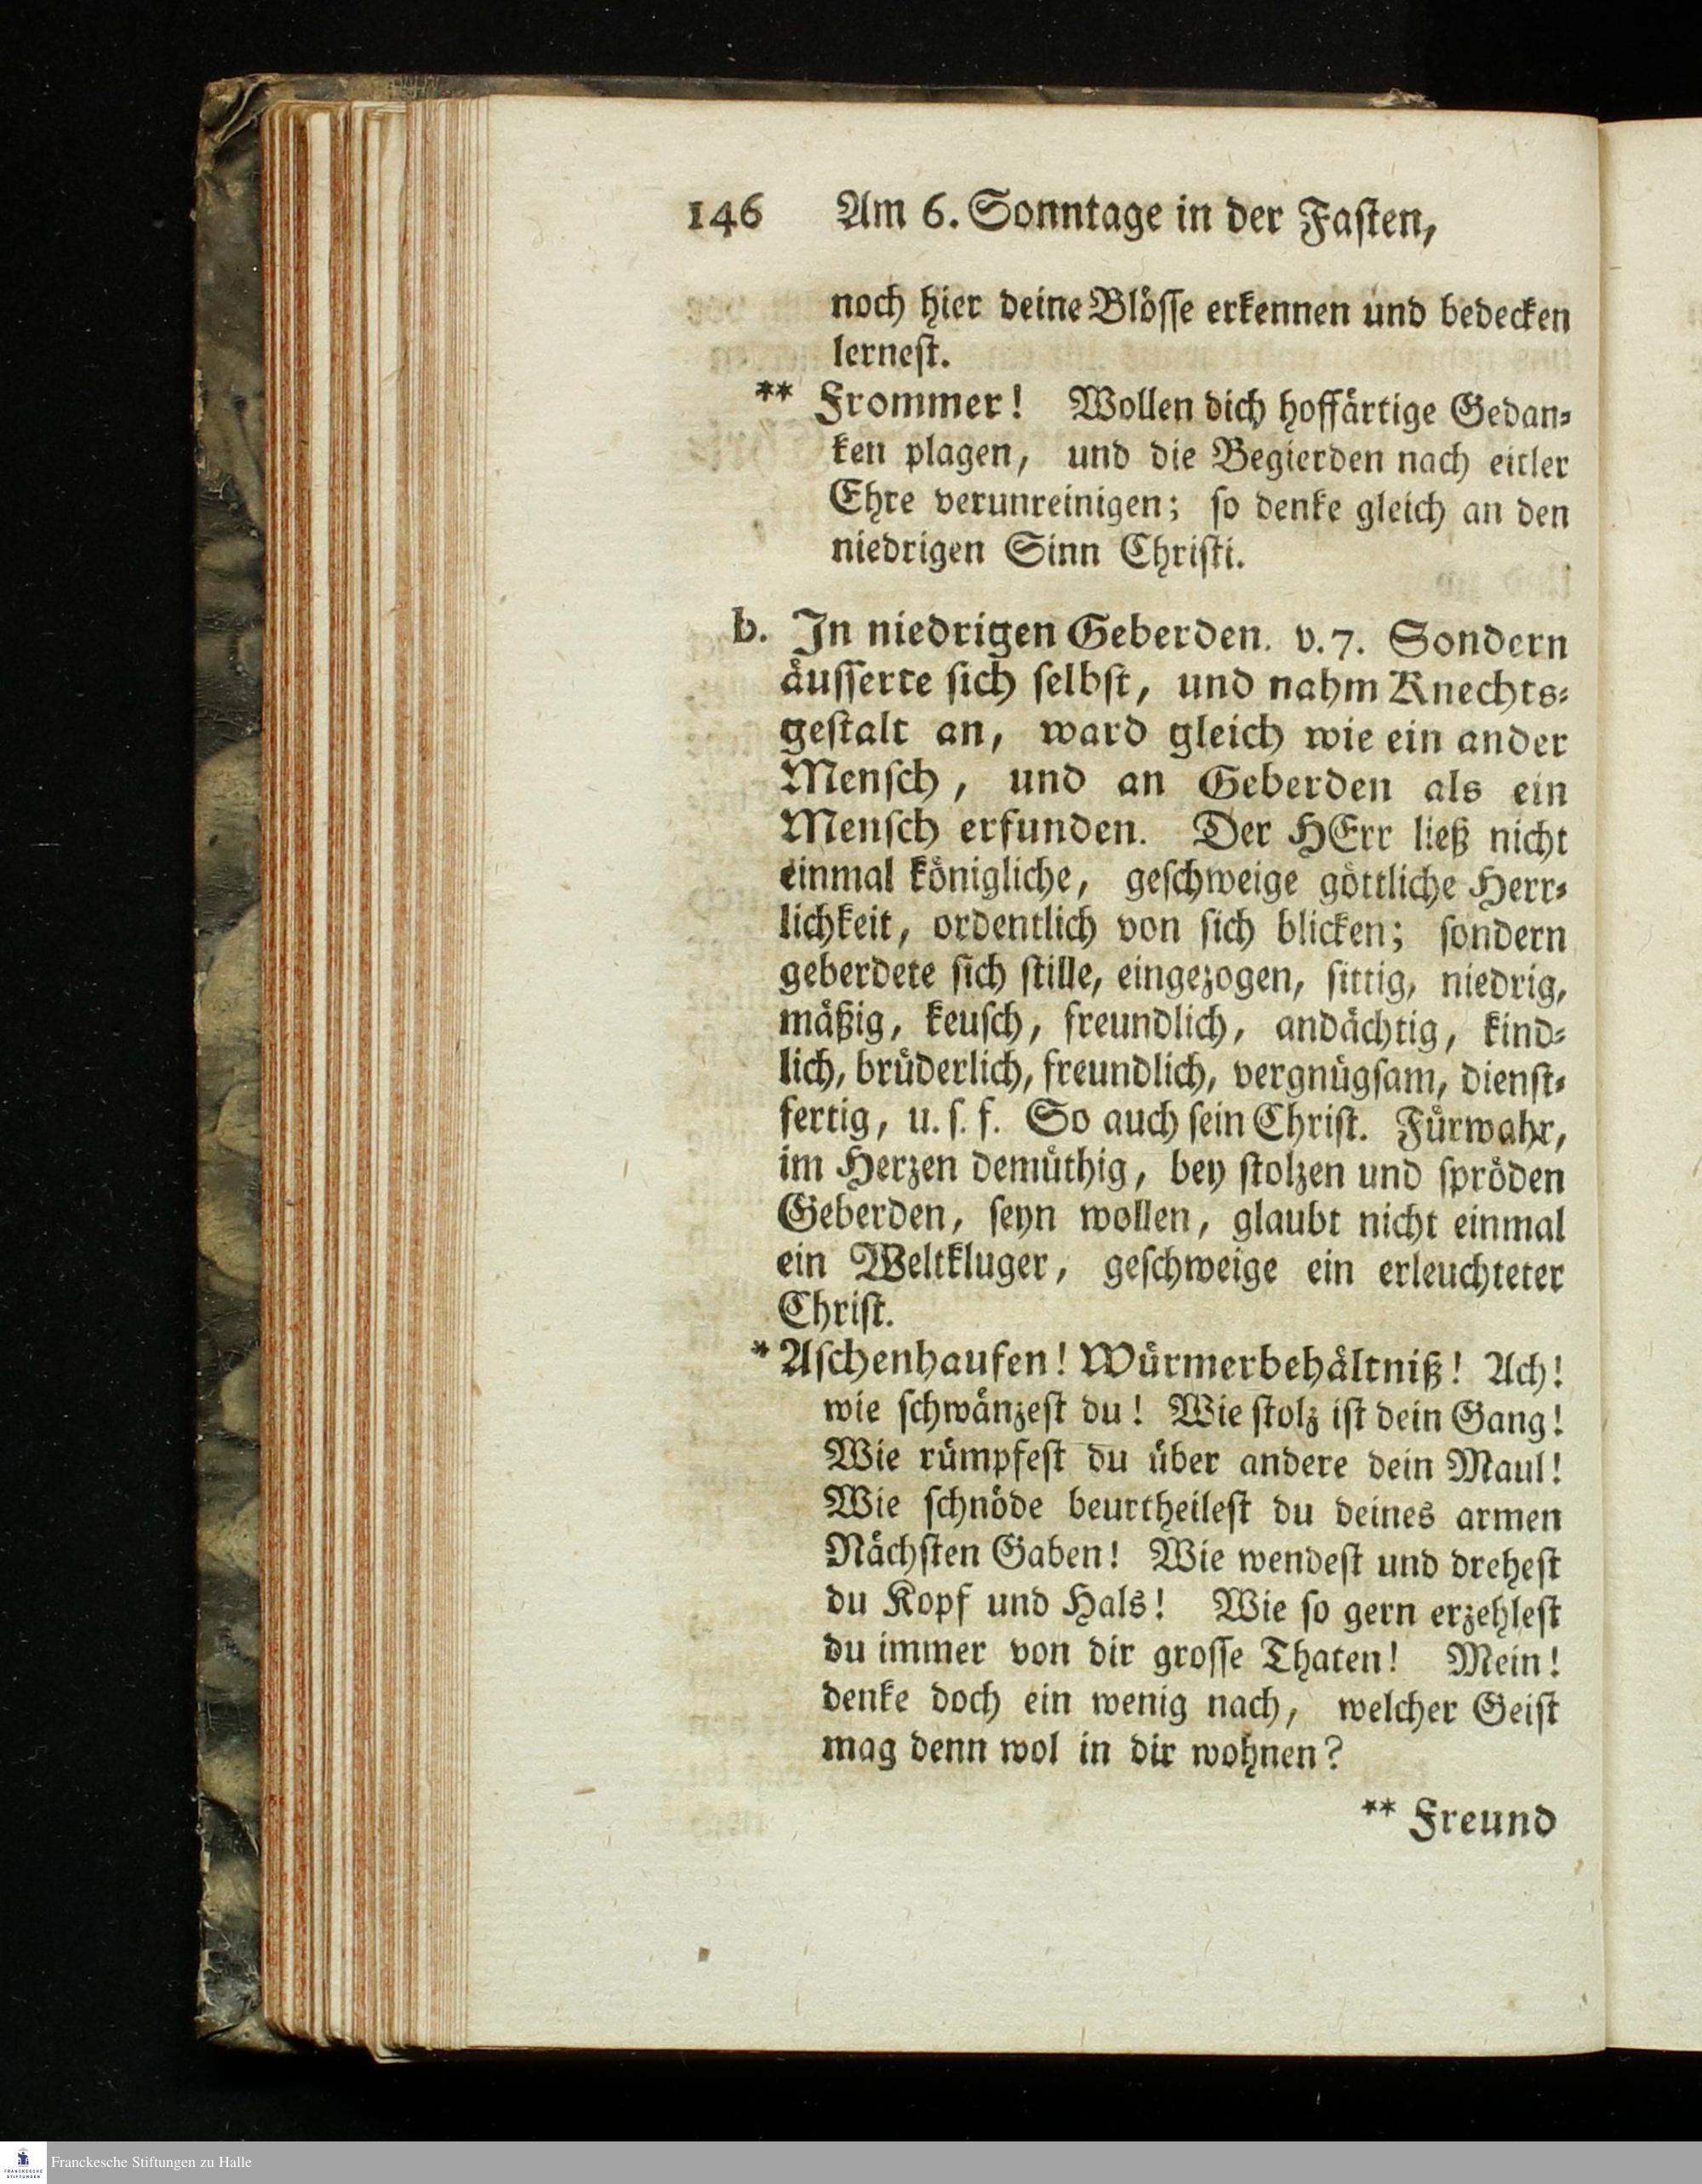 146 Am 6. Sonntage in der Faſten,
noch hier deine Blöſſe erkennen und bedecken
lerneſt.
** Frommer! Wollen dich hoffärtige Gedan⸗
ken plagen, und die Begierden nach eitler
Ehre verunreinigen; ſo denke gleich an den
niedrigen Sinn Chriſti.
b. In niedrigen Geberden. v. 7. Sondern
äuſſerte ſich ſelbſt, und nahm Knechts⸗
geſtalt an, ward gleich wie ein ander
Menſch, und an Geberden als ein
Menſch erfunden. Der HErr ließ nicht
einmal königliche, geſchweige göttliche Herr⸗
lichkeit, ordentlich von ſich blicken; ſondern
geberdete ſich ſtille, eingezogen, ſittig, niedrig,
mäßig, keuſch, freundlich, andächtig, kind⸗
lich, brüderlich, freundlich, vergnügſam, dienſt⸗
fertig, u. ſ. f. So auch ſein Chriſt. Fürwahr,
im Herzen demüthig, bey ſtolzen und ſpröden
Geberden, ſeyn wollen, glaubt nicht einmal
ein Weltkluger, geſchweige ein erleuchteter
Chriſt.
* Aſchenhaufen! Würmerbehältniß! Ach!
wie ſchwänzeſt du! Wie ſtolz iſt dein Gang!
Wie rümpfeſt du über andere dein Maul!
Wie ſchnöde beurtheileſt du deines armen
Nächſten Gaben! Wie wendeſt und dreheſt
du Kopf und Hals! Wie ſo gern erzehleſt
du immer von dir groſſe Thaten! Mein!
denke doch ein wenig nach, welcher Geiſt
mag denn wol in dir wohnen?
** Freund
FRANCKESCHE
STIFTUNGEN
Franckesche Stiftungen zu Halle